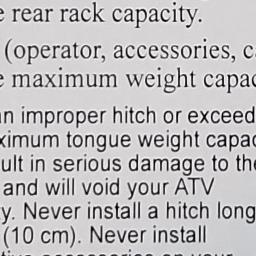 e rear rack capacity.
(operator, accessories, c
e maximum weight capac
an improper hitch or exceed
ximum tongue weight capac
ult in serious damage to the
and will void your ATV
y. Never install a hitch long
(10 cm). Never install